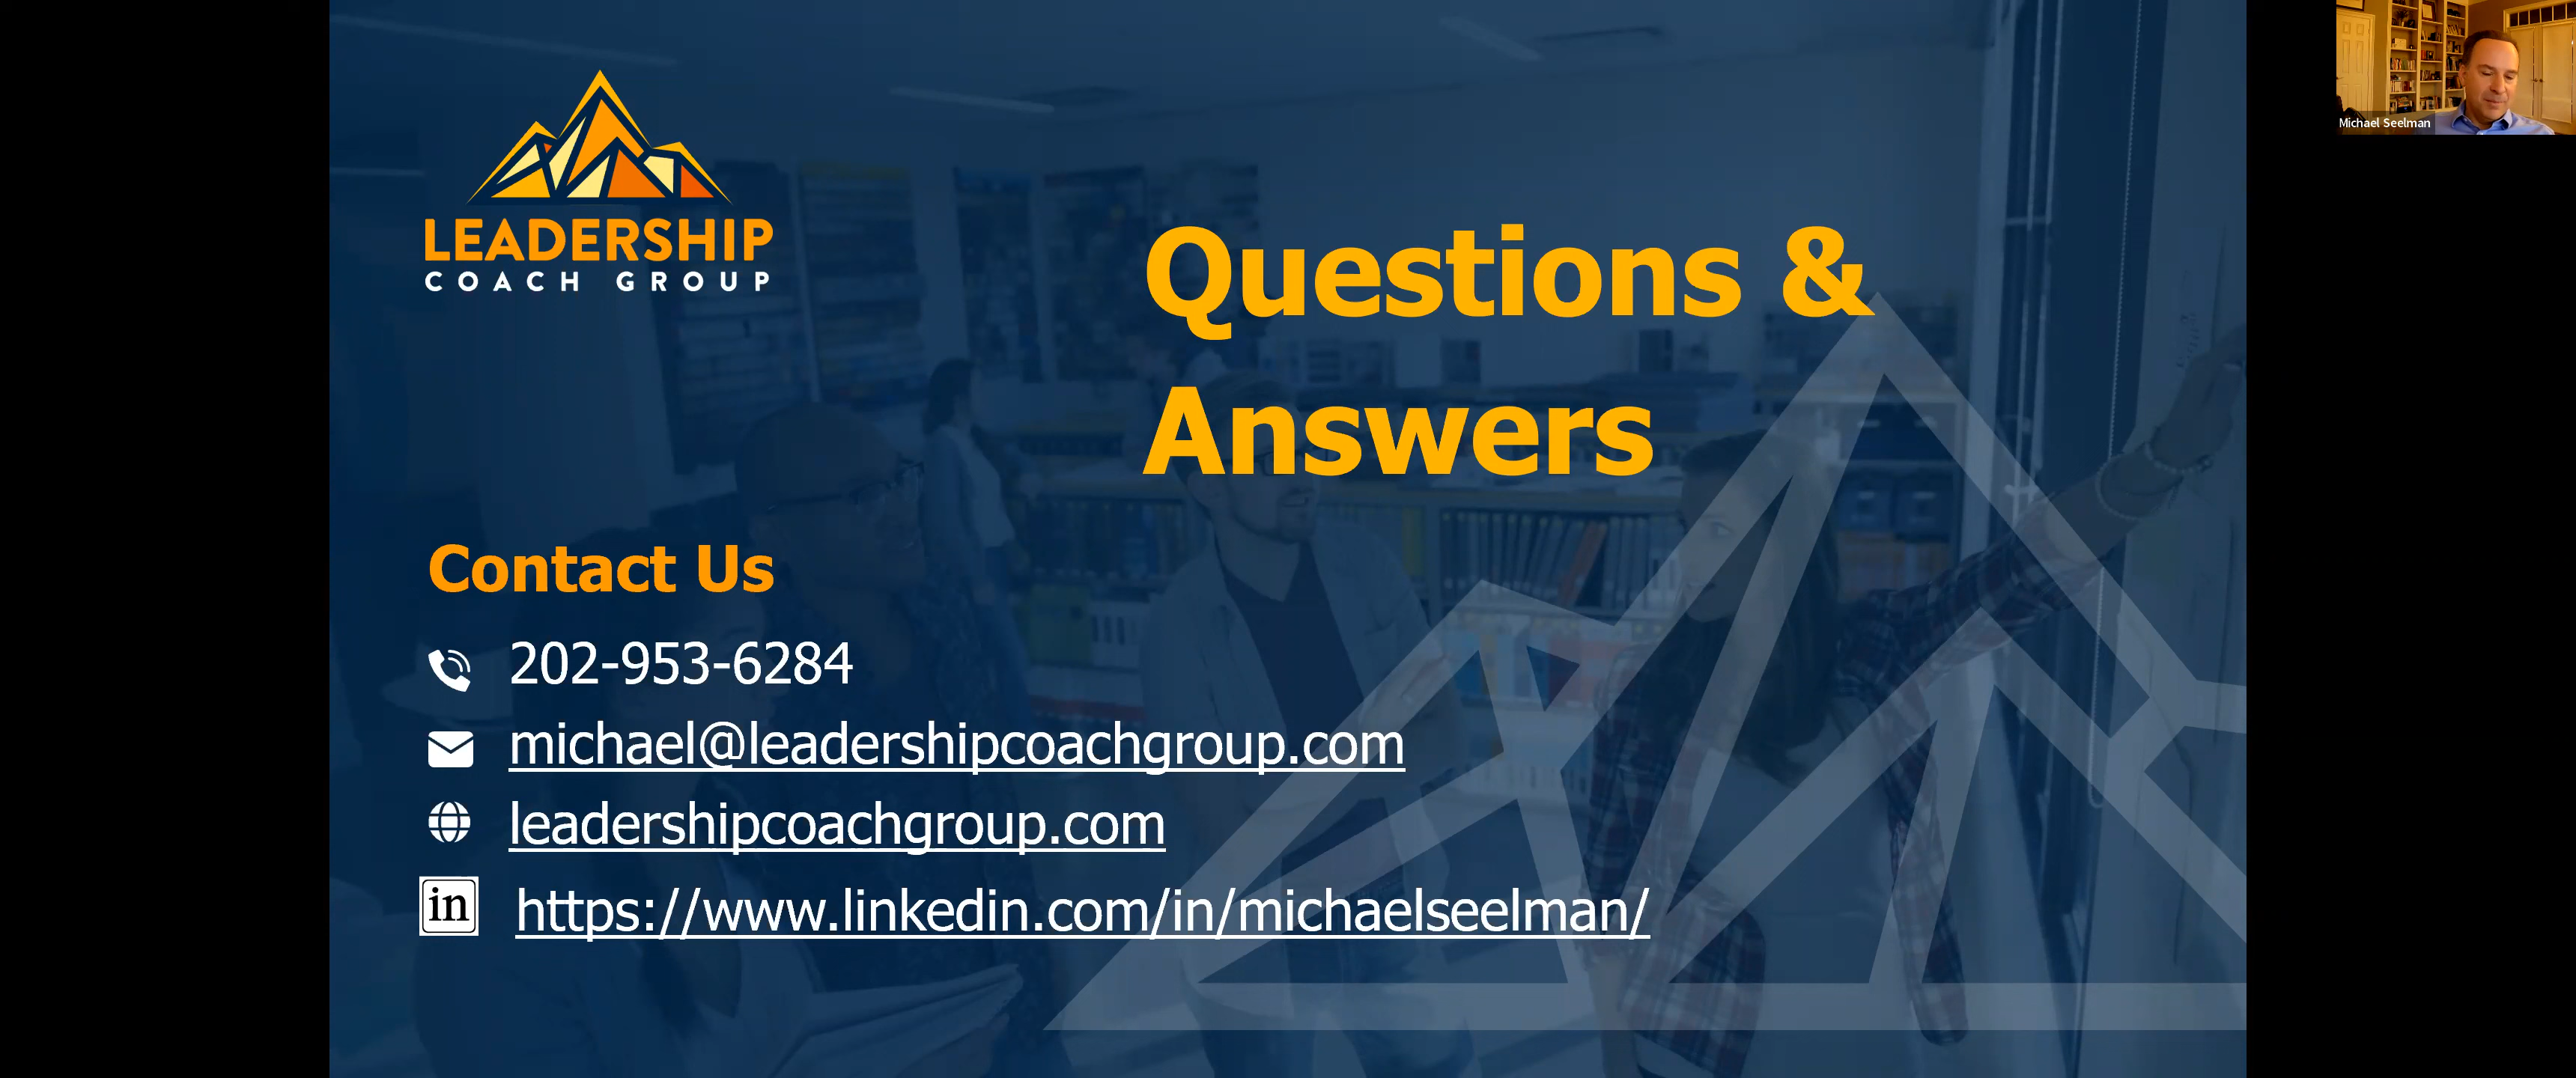 LEADERSHIP
COACH GROUP
Questions &
Answers
Contact Us
202-953-6284
michael@leadershipcoachgroup.com
leadershipcoachgroup.com
in
https://www.linkedin.com/in/michaelseelman/
Michael Seelman